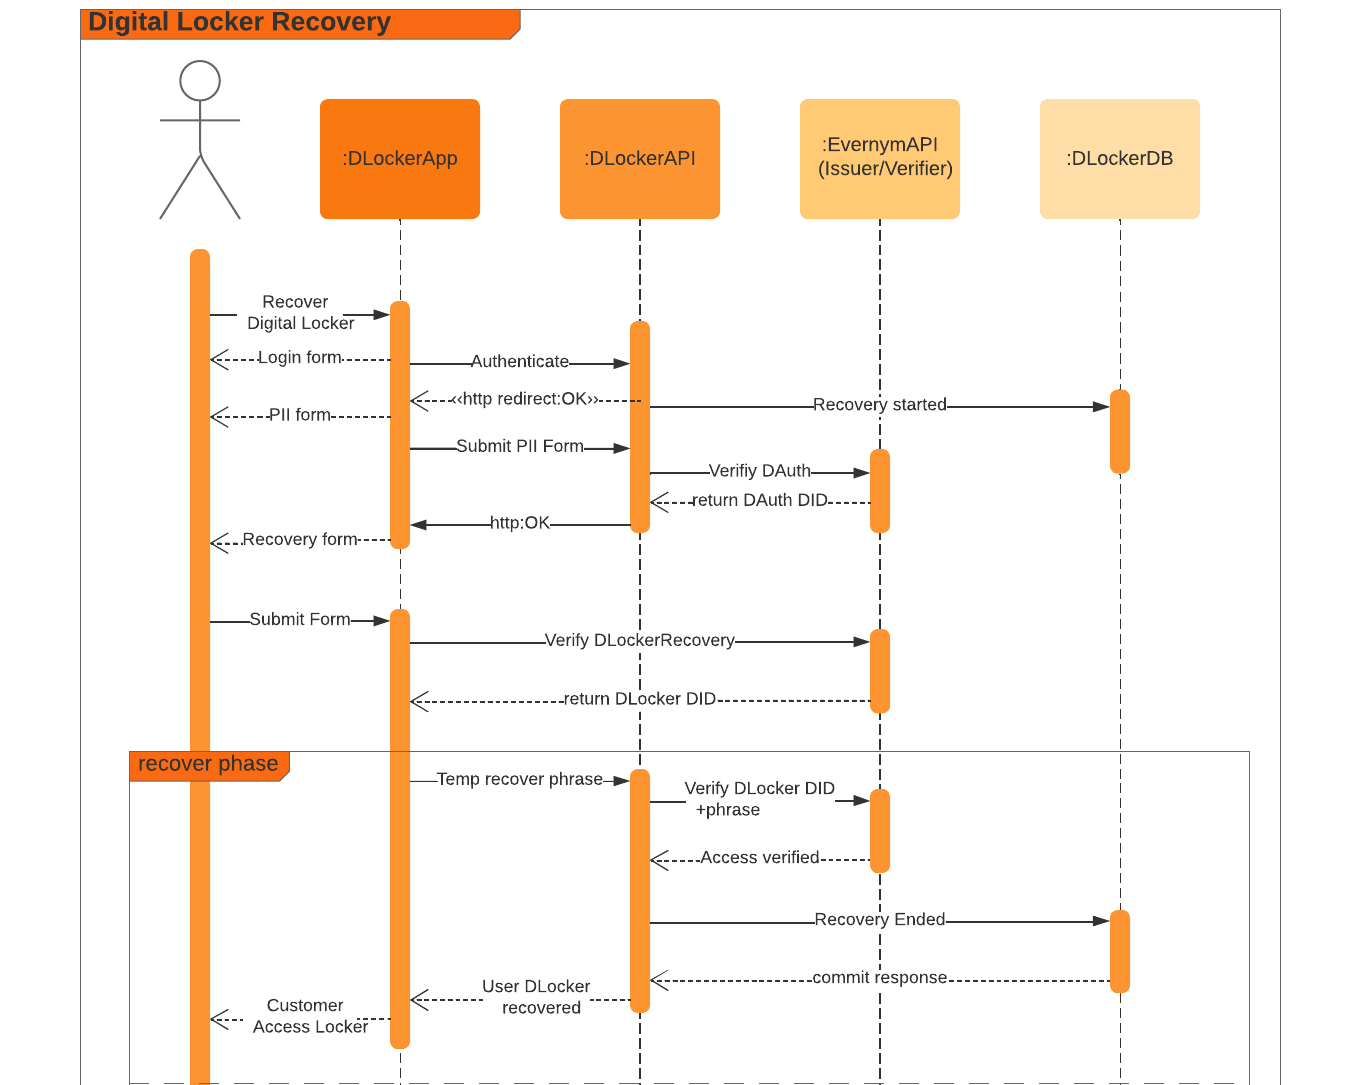 Digital Locker Recovery
:DLockerApp
:DLockerAPI
:EvernymAPI
(Issuer/Verifier)
:DLockerDB
Recover
Digital Locker
Login form
Authenticate
‹‹http redirect:OK››
Recovery started
PII form
Submit PII Form
Verifiy DAuth
return DAuth DID
http:OK
Recovery form
Submit Form
Verify DLockerRecovery
return DLocker DID
recover phase
Temp recover phrase
Verify DLocker DID
+phrase
Access verified
Recovery Ended
commit response
User DLocker
recovered
Customer
Access Locker